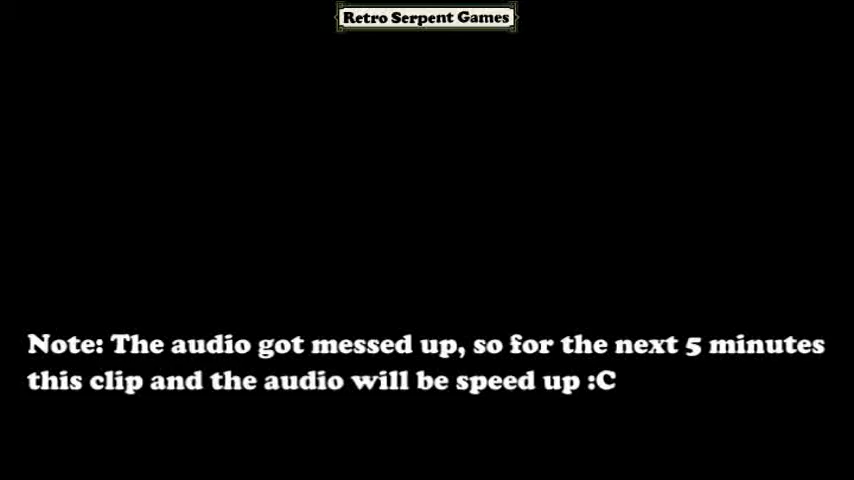 Retro Serpent Games
Note: The audio got messed up, so for the next 5 minutes
this clip and the audio will be speed up :C